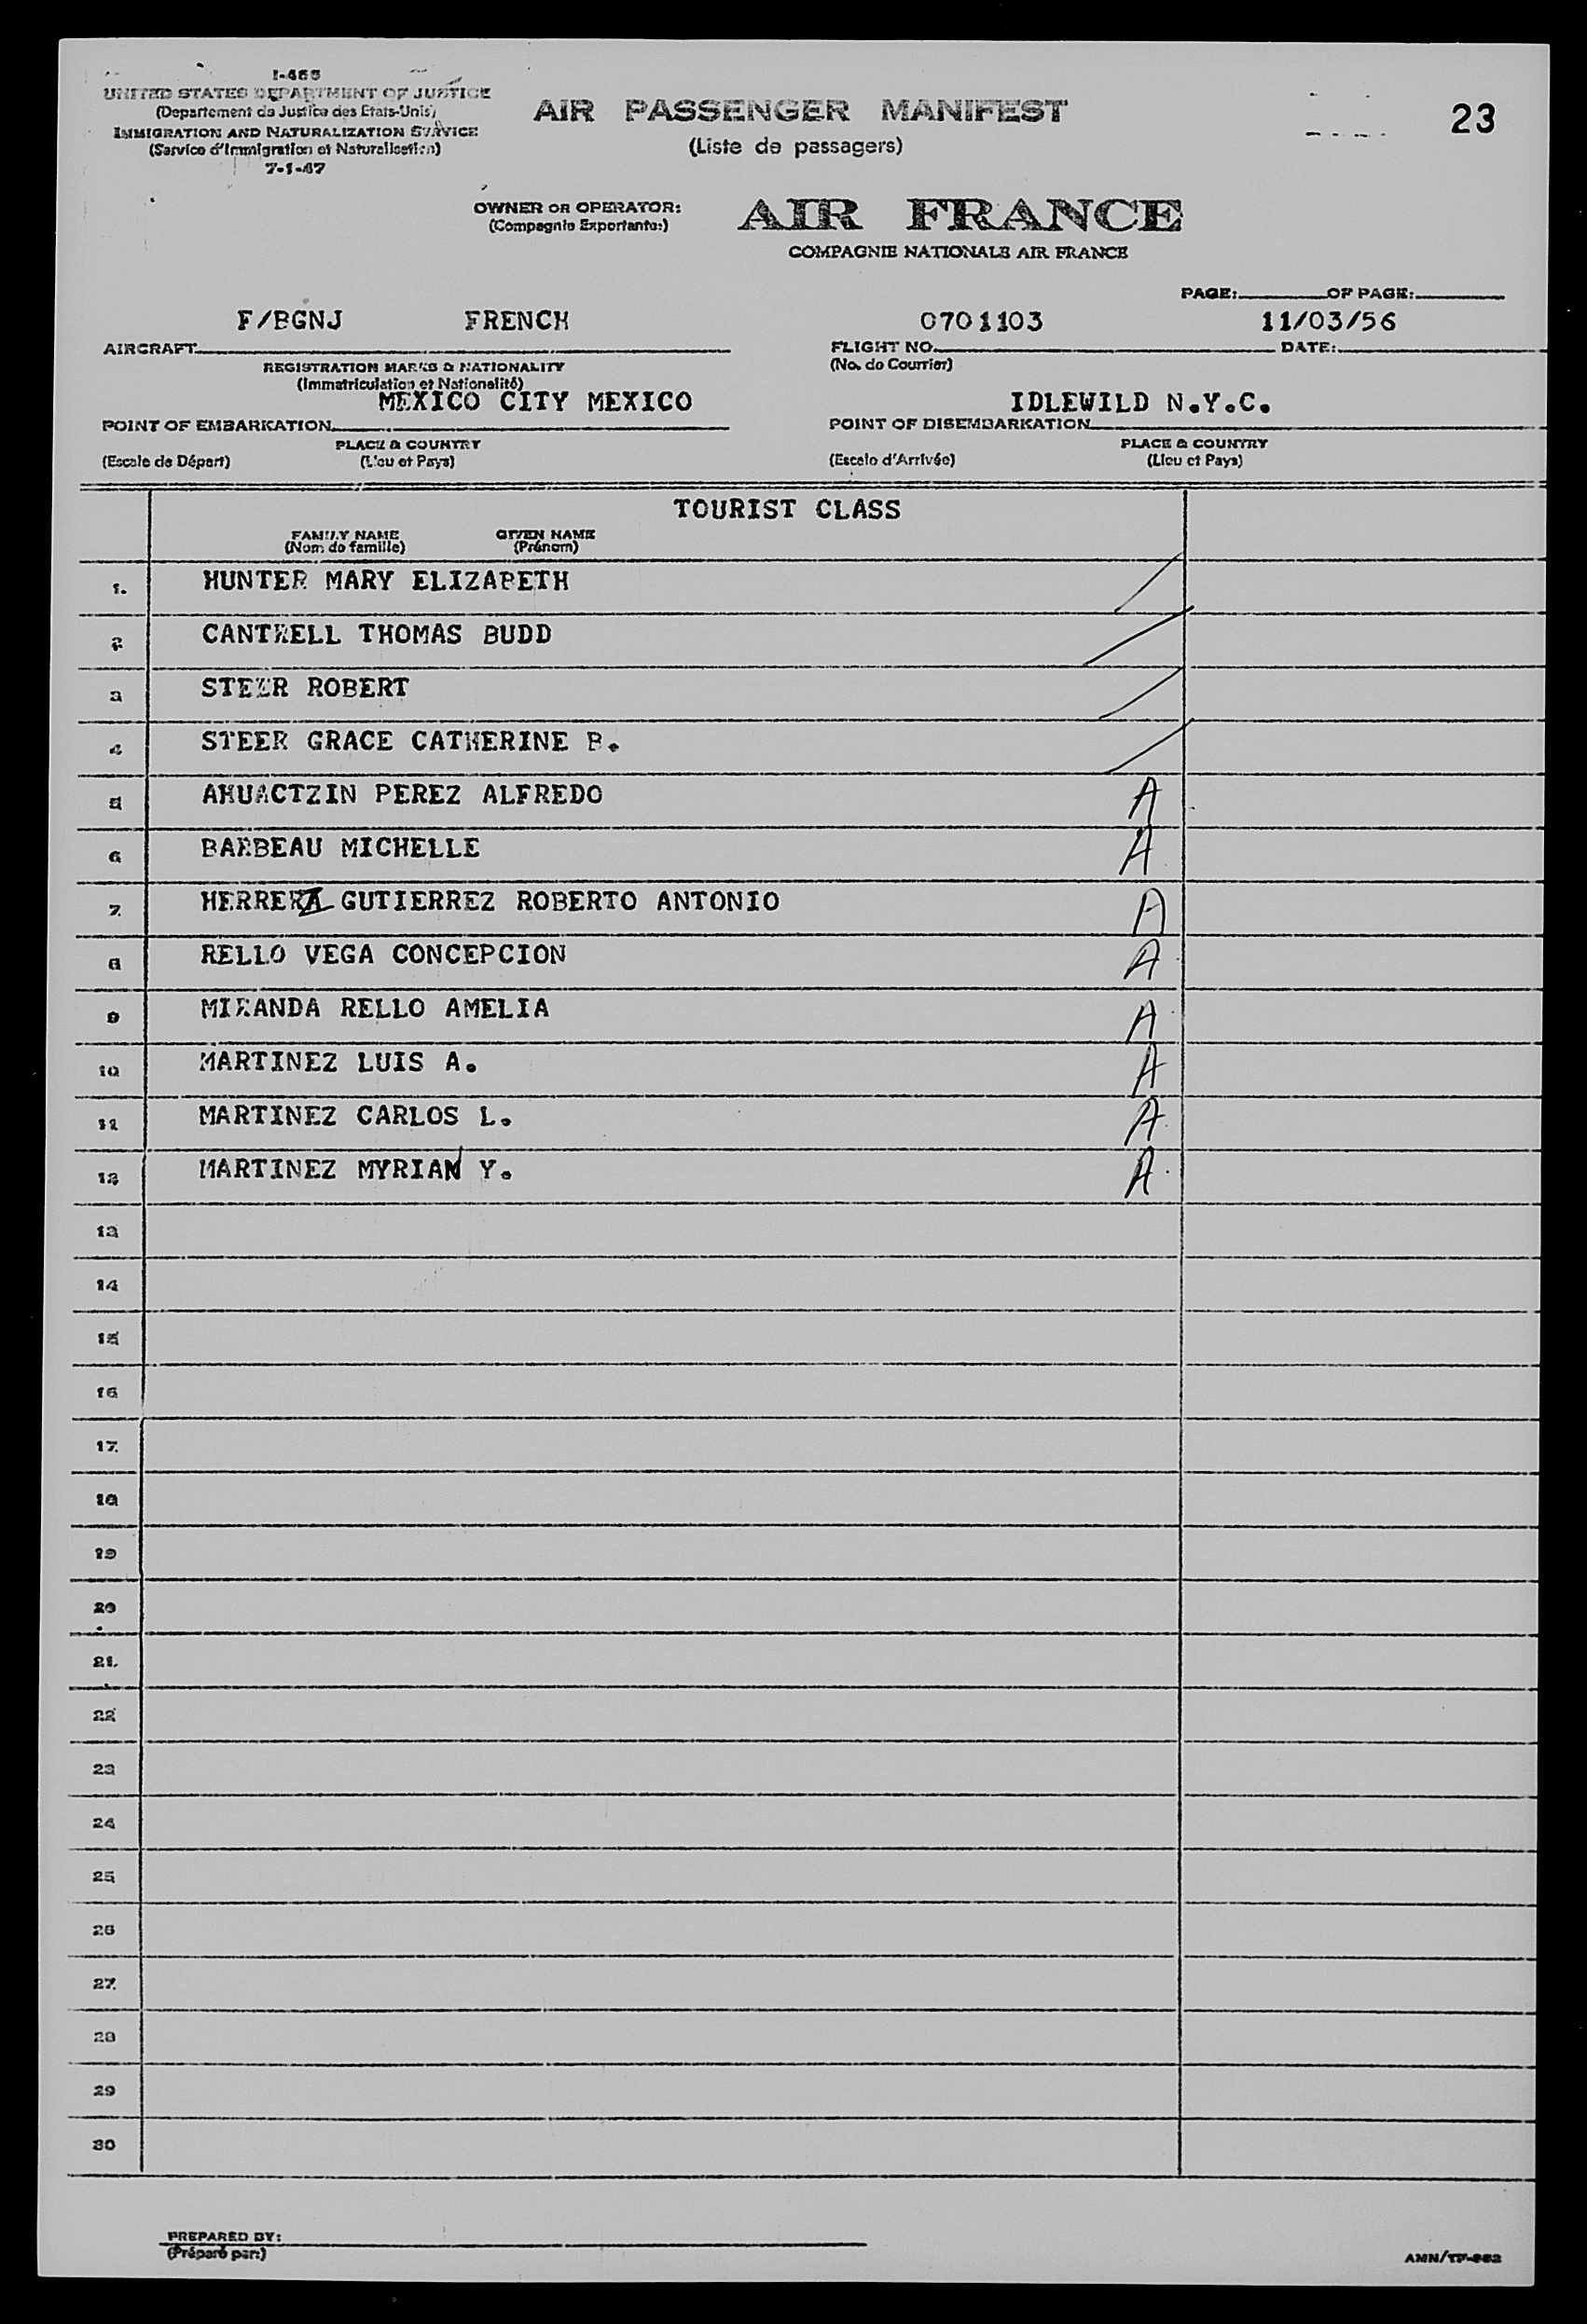 I-466
UNITED STATES DEPARTMENT OF JUSTICE
(Departement de Justice des Etats-Unis)
IMMIGRATION AND NATURALIZATION SERVICE
(Service d'Immigration et Naturalisation)
7-1-47
AIR PASSENGER MANIFEST
(Liste de passagers)
23
OWNER OR OPERATOR:
(Compagnie Exportante:)
AIR FRANCE
COMPAGNIE NATIONALE AIR FRANCE
PAGE: OF PAGE:
F/BGNJ FRENCH 0701103 11/03/56
AIRCRAFT FLIGHT NO. DATE:
REGISTRATION MARKS & NATIONALITY (No. de Courrier)
(Immatriculation et Nationalité)
MEXICO CITY MEXICO IDLEWILD N.Y.C.
POINT OF EMBARKATION POINT OF DISEMBARKATION
PLACE & COUNTRY PLACE & COUNTRY
(Escale de Départ) (Lieu et Pays) (Escale d'Arrivée) (Lieu et Pays)
TOURIST CLASS
FAMILY NAME GIVEN NAME
(Nom de famille) (Prénom)
1. HUNTER MARY ELIZABETH
2 CANTRELL THOMAS BUDD
3 STEER ROBERT
4 STEER GRACE CATHERINE B.
5 AHUACTZIN PEREZ ALFREDO A
6 BARBEAU MICHELLE A
7. HERRERA GUTIERREZ ROBERTO ANTONIO A
8 RELLO VEGA CONCEPCION A
9 MIRANDA RELLO AMELIA A
10 MARTINEZ LUIS A. A
11 MARTINEZ CARLOS L. A
12 MARTINEZ MYRIAN Y. A
13
14
15
16
17.
18
19
20
21.
22
23
24
25
26
27.
28
29
30
PREPARED BY:
(Préparé par:)